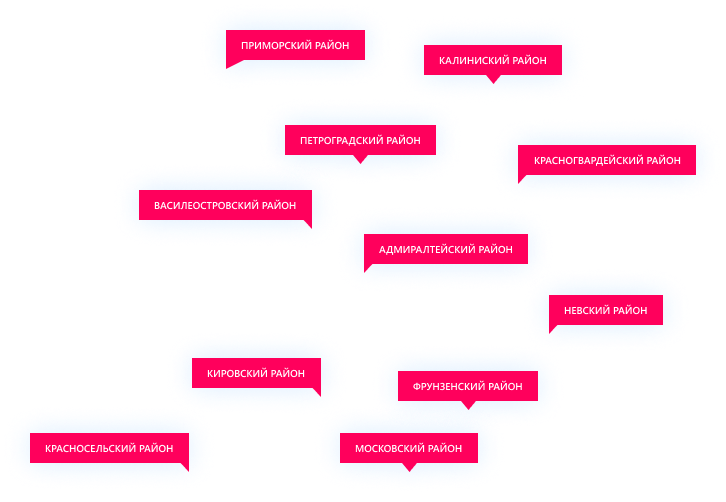 ПРИМОРСКИЙ РАЙОН
КАЛИНИСКИЙ РАЙОН
ПЕТРОГРАДСКИЙ РАЙОН
КРАСНОГВАРДЕЙСКИЙ РАЙОН
ВАСИЛЕОСТРОВСКИЙ РАЙОН
АДМИРАЛТЕЙСКИЙ РАЙОН
НЕВСКИЙ РАЙОН
КИРОВСКИЙ РАЙОН
ФРУНЗЕНСКИЙ РАЙОН
КРАСНОСЕЛЬСКИЙ РАЙОН
МОСКОВСКИЙ РАЙОН